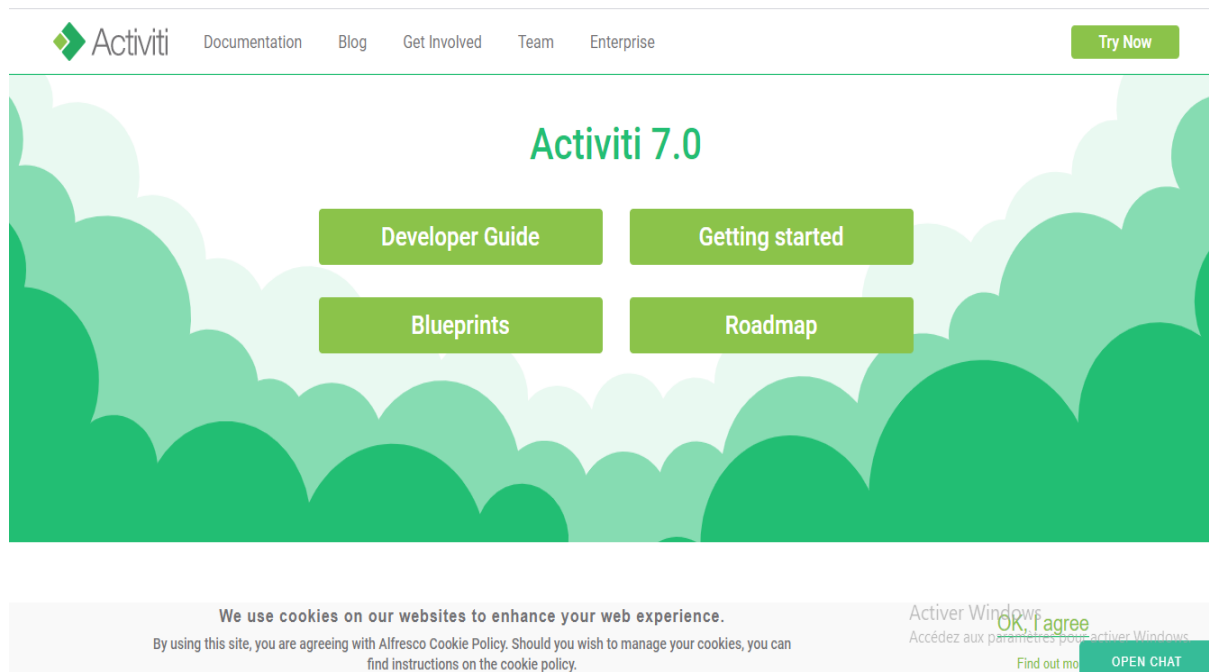 Activiti Documentation Blog Get Involved Team Enterprise Try Now
Activiti 7.0
Developer Guide Getting started
Blueprints Roadmap
We use cookies on our websites to enhance your web experience.
By using this site, you are agreeing with Alfresco Cookie Policy. Should you wish to manage your cookies, you can
find instructions on the cookie policy.
Activer Windows
Accédez aux paramètres pour activer Windows
OK, I agree
Find out mo
OPEN CHAT